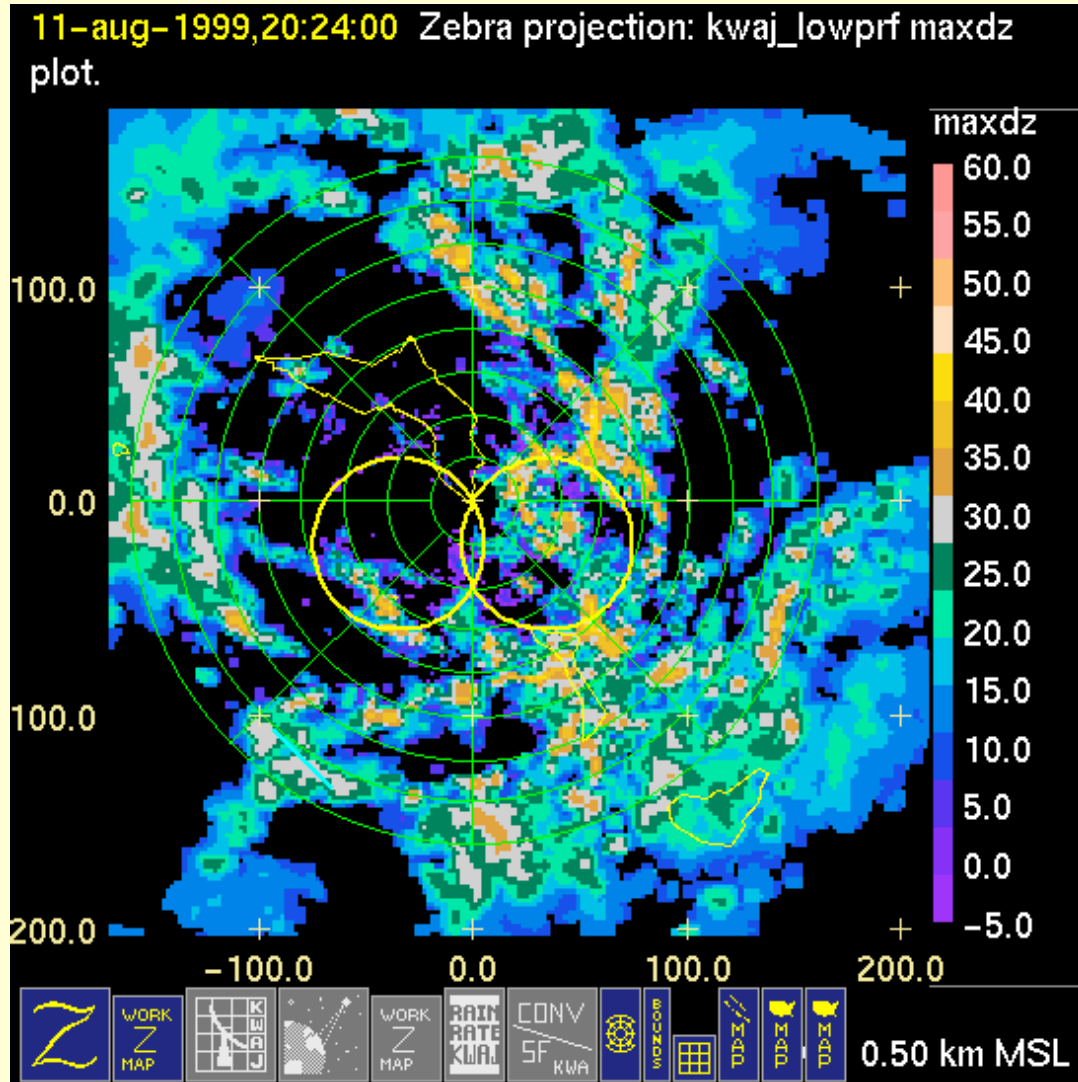 11-aug-1999,20:24:00 Zebra projection: kwaj_lowprf maxdz
plot.
maxdz
60.0
55.0
50.0
45.0
40.0
35.0
30.0
25.0
20.0
15.0
10.0
5.0
0.0
-5.0
100.0
0.0
100.0
200.0
-100.0 0.0 100.0 200.0
Z
WORK
Z
MAP
KWAJ
WORK
Z
MAP
RAIN
RATE
KWAJ
CONV
SF
KWA
BOUNDS
MAP
MAP
MAP
0.50 km MSL